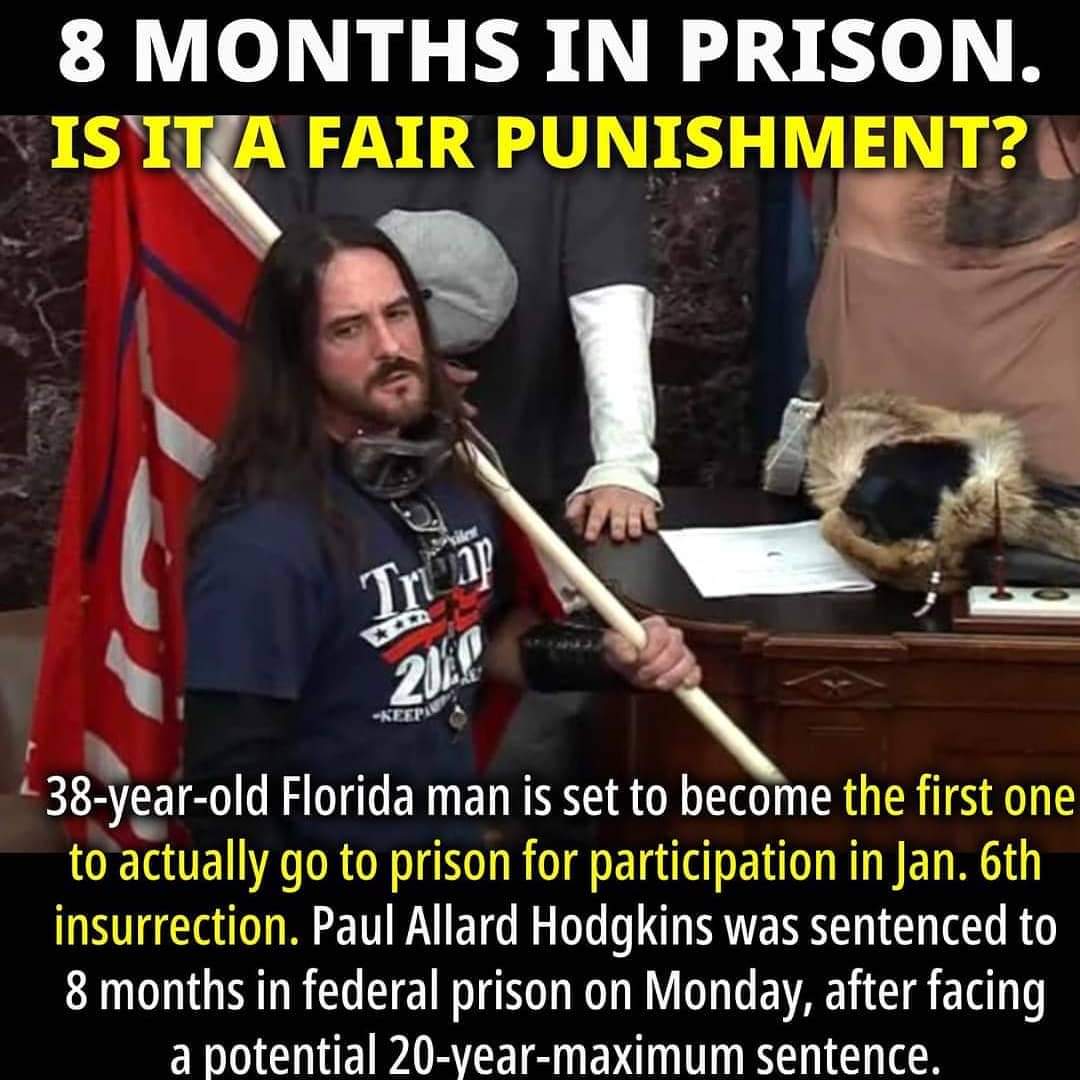 8 MONTHS IN PRISON.
IS IT A FAIR PUNISHMENT?
Trump
-KEEP
38-year-old Florida man is set to become the first one
to actually go to prison for participation in Jan. 6th
insurrection. Paul Allard Hodgkins was sentenced to
8 months in federal prison on Monday, after facing
a potential 20-year-maximum sentence.